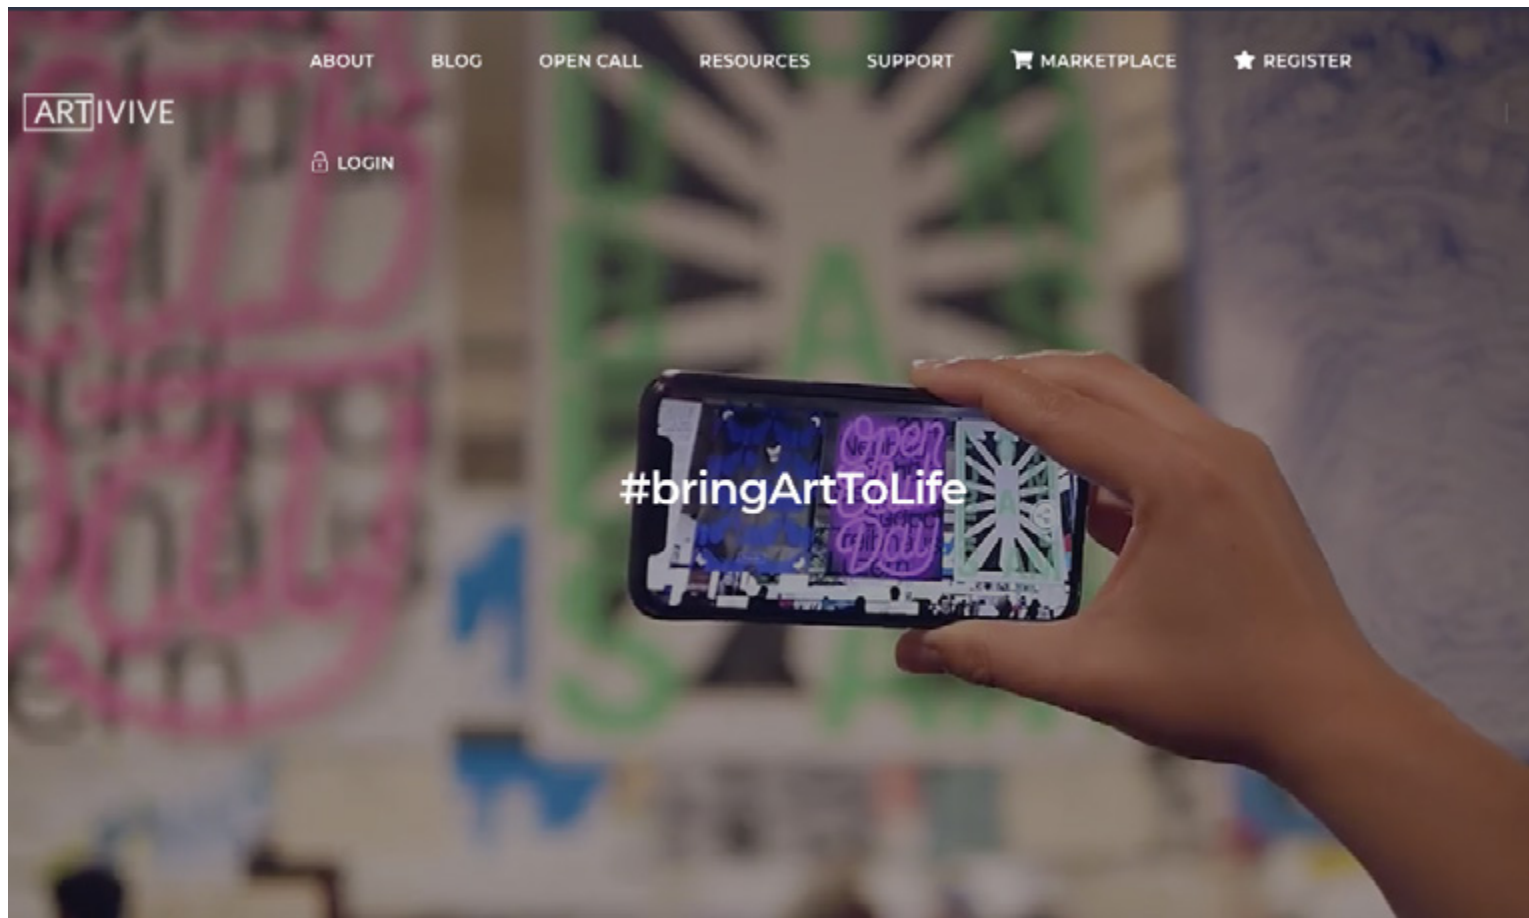 ABOUT BLOG OPEN CALL RESOURCES SUPPORT MARKETPLACE REGISTER
ARTIVIVE
LOGIN
#bringArtToLife